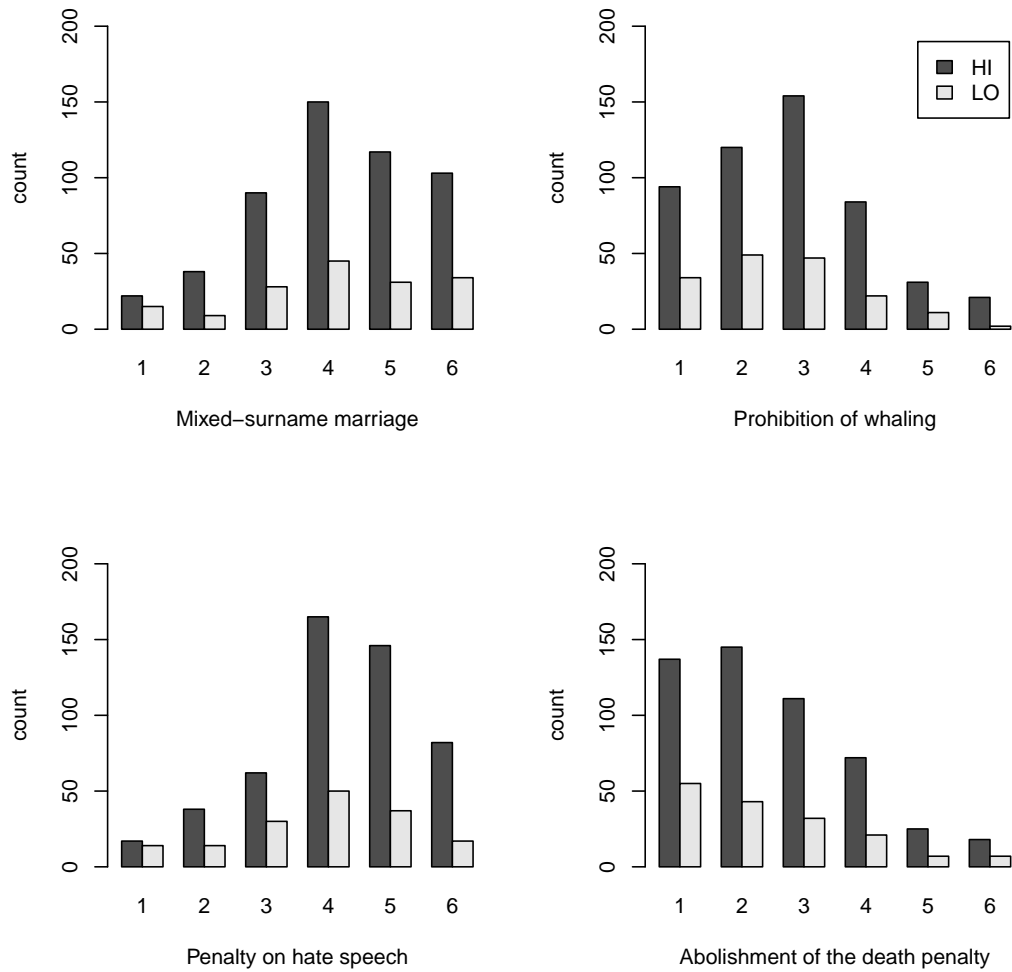 200
150
100
50
0
count
1 2 3 4 5 6
Mixed−surname marriage
200
150
100
50
0
count
1 2 3 4 5 6
Prohibition of whaling
HI
LO
200
150
100
50
0
count
1 2 3 4 5 6
Penalty on hate speech
200
150
100
50
0
count
1 2 3 4 5 6
Abolishment of the death penalty